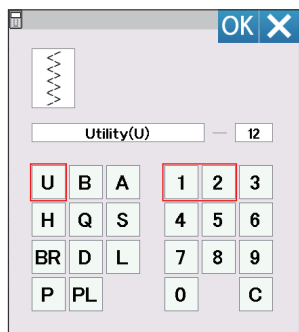 OK
Utility(U) — 12
U B A 1 2 3
H Q S 4 5 6
BR D L 7 8 9
P PL 0 C